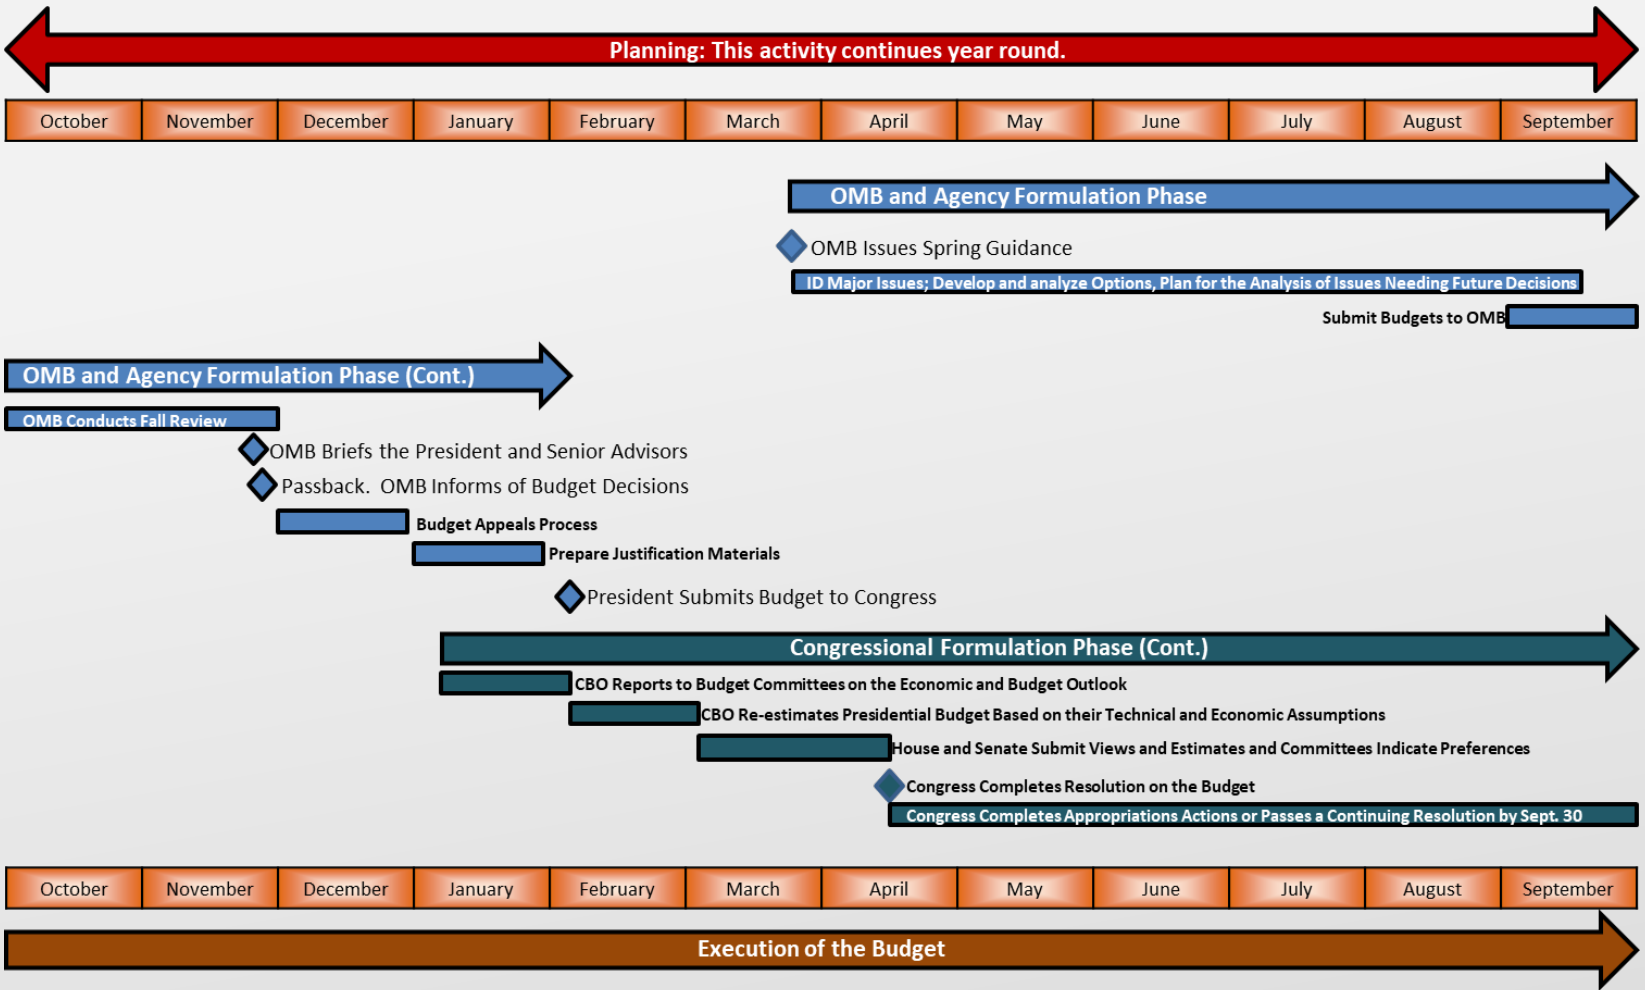 Planning: This activity continues year round.
October November December January February March April May June July August September
OMB and Agency Formulation Phase
OMB Issues Spring Guidance
ID Major Issues; Develop and analyze Options, Plan for the Analysis of Issues Needing Future Decisions
Submit Budgets to OMB
OMB and Agency Formulation Phase (Cont.)
OMB Conducts Fall Review
OMB Briefs the President and Senior Advisors
Passback. OMB Informs of Budget Decisions
Budget Appeals Process
Prepare Justification Materials
President Submits Budget to Congress
Congressional Formulation Phase (Cont.)
CBO Reports to Budget Committees on the Economic and Budget Outlook
CBO Re-estimates Presidential Budget Based on their Technical and Economic Assumptions
House and Senate Submit Views and Estimates and Committees Indicate Preferences
Congress Completes Resolution on the Budget
Congress Completes Appropriations Actions or Passes a Continuing Resolution by Sept. 30
October November December January February March April May June July August September
Execution of the Budget